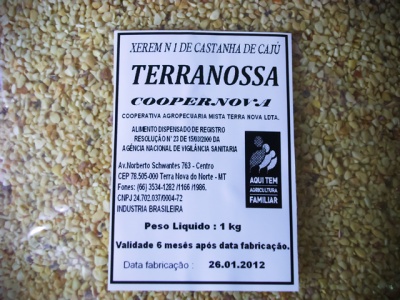 XEREM N 1 DE CASTANHA DE CAJÚ
TERRANOSSA
COOPERNOVA
COOPERATIVA AGROPECUARIA MISTA TERRA NOVA LDTA.
ALIMENTO DISPENSADO DE REGISTRO
RESOLUÇÃO N° 23 DE 15/03/2000 DA
AGÊNCIA NACIONAL DE VIGILÂNCIA SANITARIA
Av.Norberto Schwantes 763 - Centro
CEP 78.505-000 Terra Nova do Norte - MT
Fones: (66) 3534-1282 /1166 /1986.
CNPJ 24.702.037/0004-72
INDUSTRIA BRASILEIRA
AQUI TEM
AGRICULTURA
FAMILIAR
Peso Líquido : 1 kg
Validade 6 mesês após data fabricação.
Data fabricação : 26.01.2012